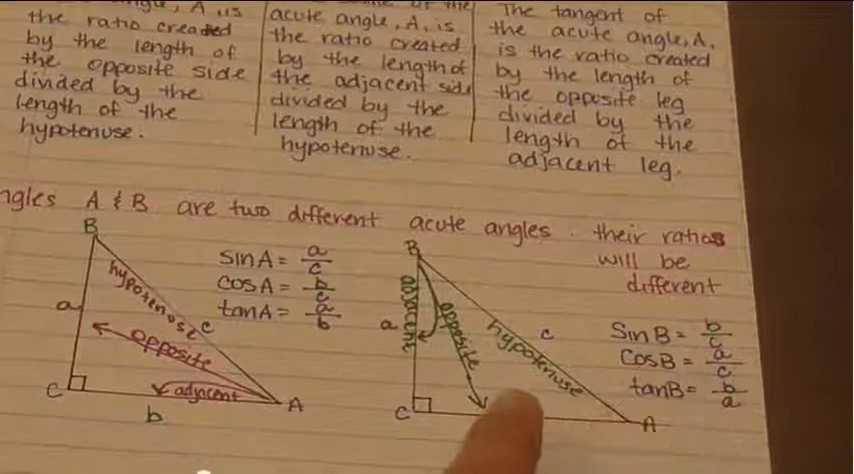 A is
the ratio created
by the length of
the opposite side
divided by the
length of the
hypotenuse.
acute angle, A, is
the ratio created
by the length of
the adjacent side
divided by the
length of the
hypotenuse.
The tangent of
the acute angle, A,
is the ratio created
by the length of
the opposite leg
divided by the
length of the
adjacent leg.
A & B are two different acute angles. their ratios
will be
different
B
hypotenuse
a
c
opposite
adjacent
C
b
A
sin A = a/c
cos A = b/c
tan A = a/b
B
adjacent
a
opposite
hypotenuse
c
C
A
Sin B = b/c
Cos B = a/c
tan B = b/a